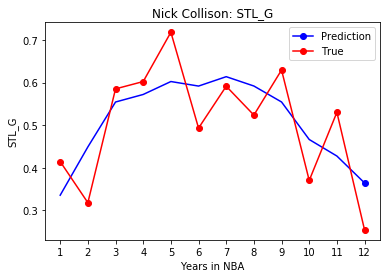 Nick Collison: STL_G
Prediction
True
0.7
0.6
0.5
0.4
0.3
STL_G
1 2 3 4 5 6 7 8 9 10 11 12
Years in NBA